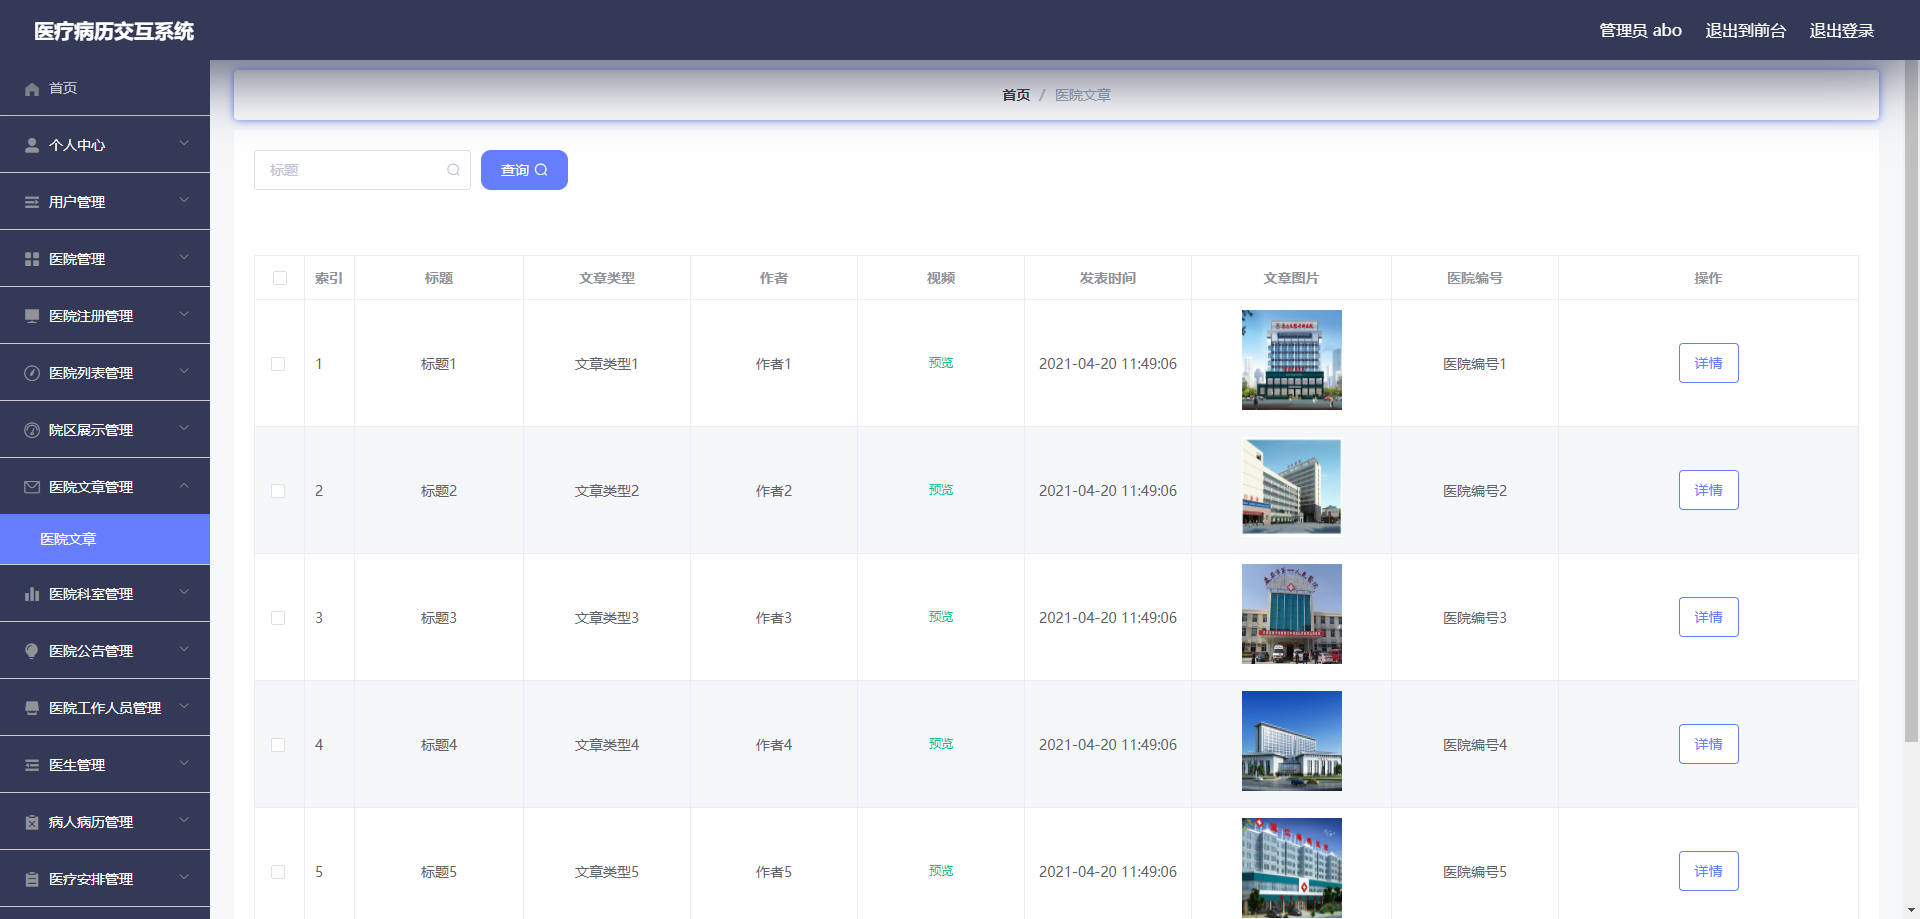 医疗病历交互系统
管理员 abo 退出到前台 退出登录
首页
个人中心
用户管理
医院管理
医院注册管理
医院列表管理
院区展示管理
医院文章管理
医院文章
医院科室管理
医院公告管理
医院工作人员管理
医生管理
病人病历管理
医疗安排管理
首页 / 医院文章
标题 查询
索引 标题 文章类型 作者 视频 发表时间 文章图片 医院编号 操作
1 标题1 文章类型1 作者1 预览 2021-04-20 11:49:06 医院编号1 详情
2 标题2 文章类型2 作者2 预览 2021-04-20 11:49:06 医院编号2 详情
3 标题3 文章类型3 作者3 预览 2021-04-20 11:49:06 医院编号3 详情
4 标题4 文章类型4 作者4 预览 2021-04-20 11:49:06 医院编号4 详情
5 标题5 文章类型5 作者5 预览 2021-04-20 11:49:06 医院编号5 详情